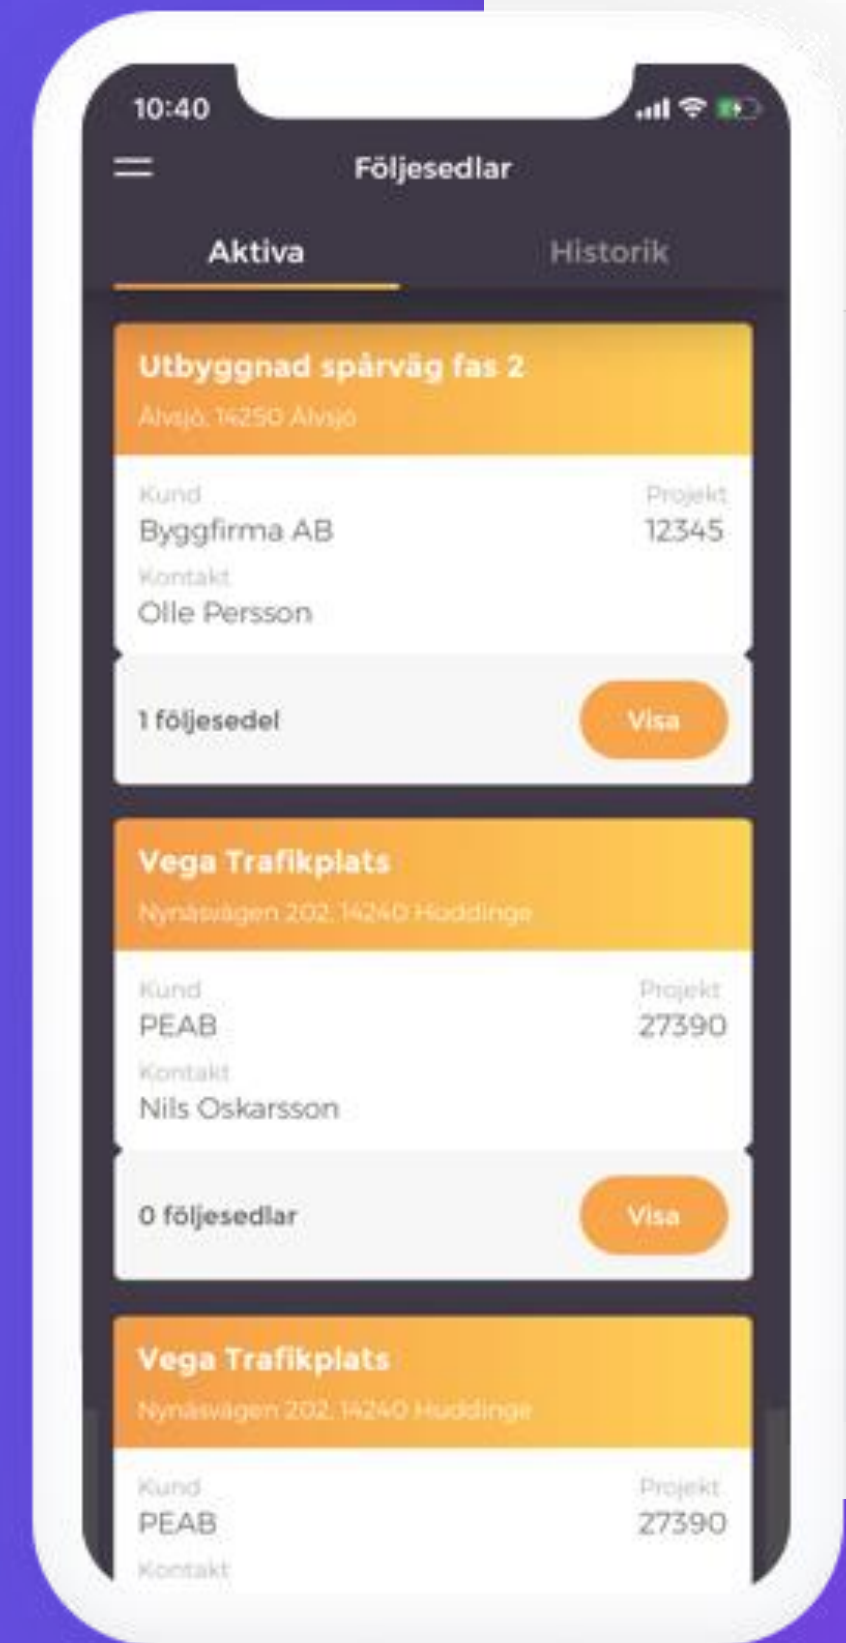 10:40
Följesedlar
Aktiva Historik
Utbyggnad spårväg fas 2
Älvsjö, 14250 Älvsjö
Kund Projekt
Byggfirma AB 12345
Kontakt
Olle Persson
1 följesedel Visa
Vega Trafikplats
Nynäsvägen 202, 14240 Huddinge
Kund Projekt
PEAB 27390
Kontakt
Nils Oskarsson
0 följesedlar Visa
Vega Trafikplats
Nynäsvägen 202, 14240 Huddinge
Kund Projekt
PEAB 27390
Kontakt